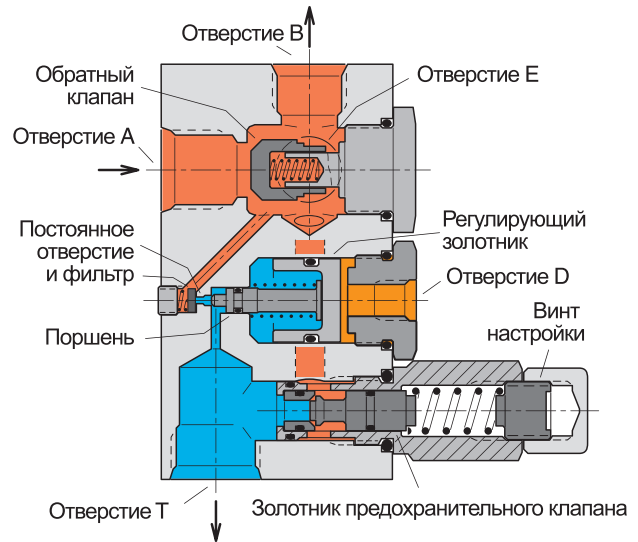 Отверстие B
Обратный
клапан
Отверстие E
Отверстие A
Постоянное
отверстие
и фильтр
Регулирующий
золотник
Отверстие D
Поршень
Винт
настройки
Отверстие T
Золотник предохранительного клапана